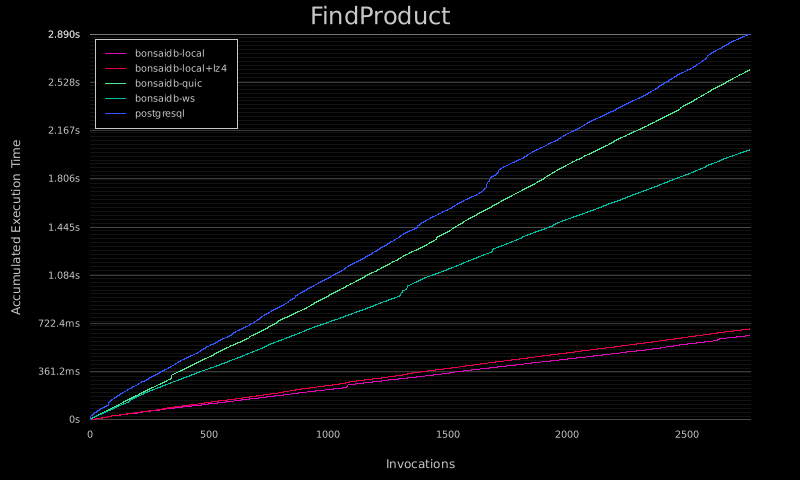 FindProduct
2.890s
2.528s
2.167s
1.806s
1.445s
1.084s
722.4ms
361.2ms
0s
Accumulated Execution Time
bonsaidb-local
bonsaidb-local+lz4
bonsaidb-quic
bonsaidb-ws
postgresql
0 500 1000 1500 2000 2500
Invocations